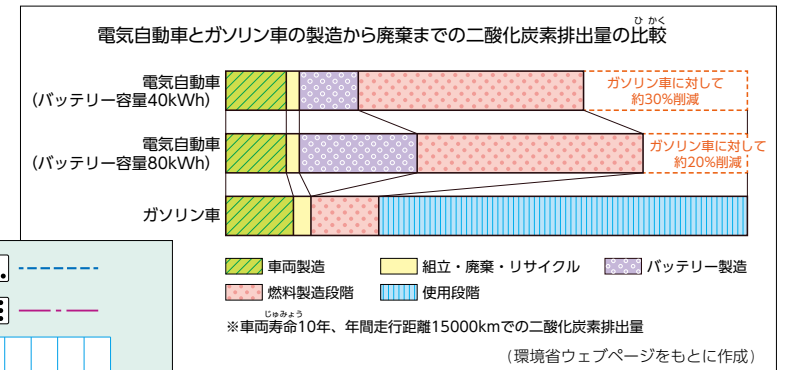 電気自動車とガソリン車の製造から廃棄までの二酸化炭素排出量の比較
ひかく
電気自動車
(バッテリー容量40kWh)
ガソリン車に対して
約30%削減
電気自動車
(バッテリー容量80kWh)
ガソリン車に対して
約20%削減
ガソリン車
車両製造
組立・廃棄・リサイクル
バッテリー製造
燃料製造段階
使用段階
じゅみょう
※車両寿命10年、年間走行距離15000kmでの二酸化炭素排出量
(環境省ウェブページをもとに作成)